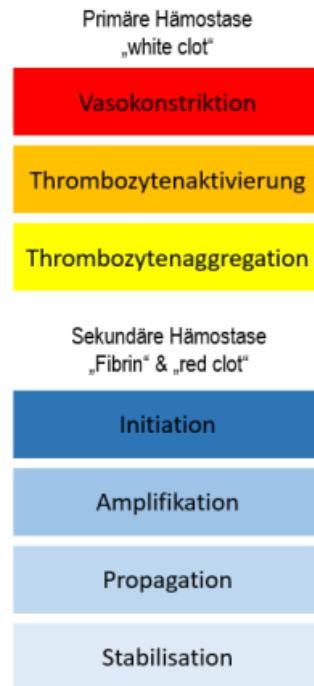 Primäre Hämostase
„white clot“
Vasokonstriktion
Thrombozytenaktivierung
Thrombozytenaggregation
Sekundäre Hämostase
„Fibrin“ & „red clot“
Initiation
Amplifikation
Propagation
Stabilisation